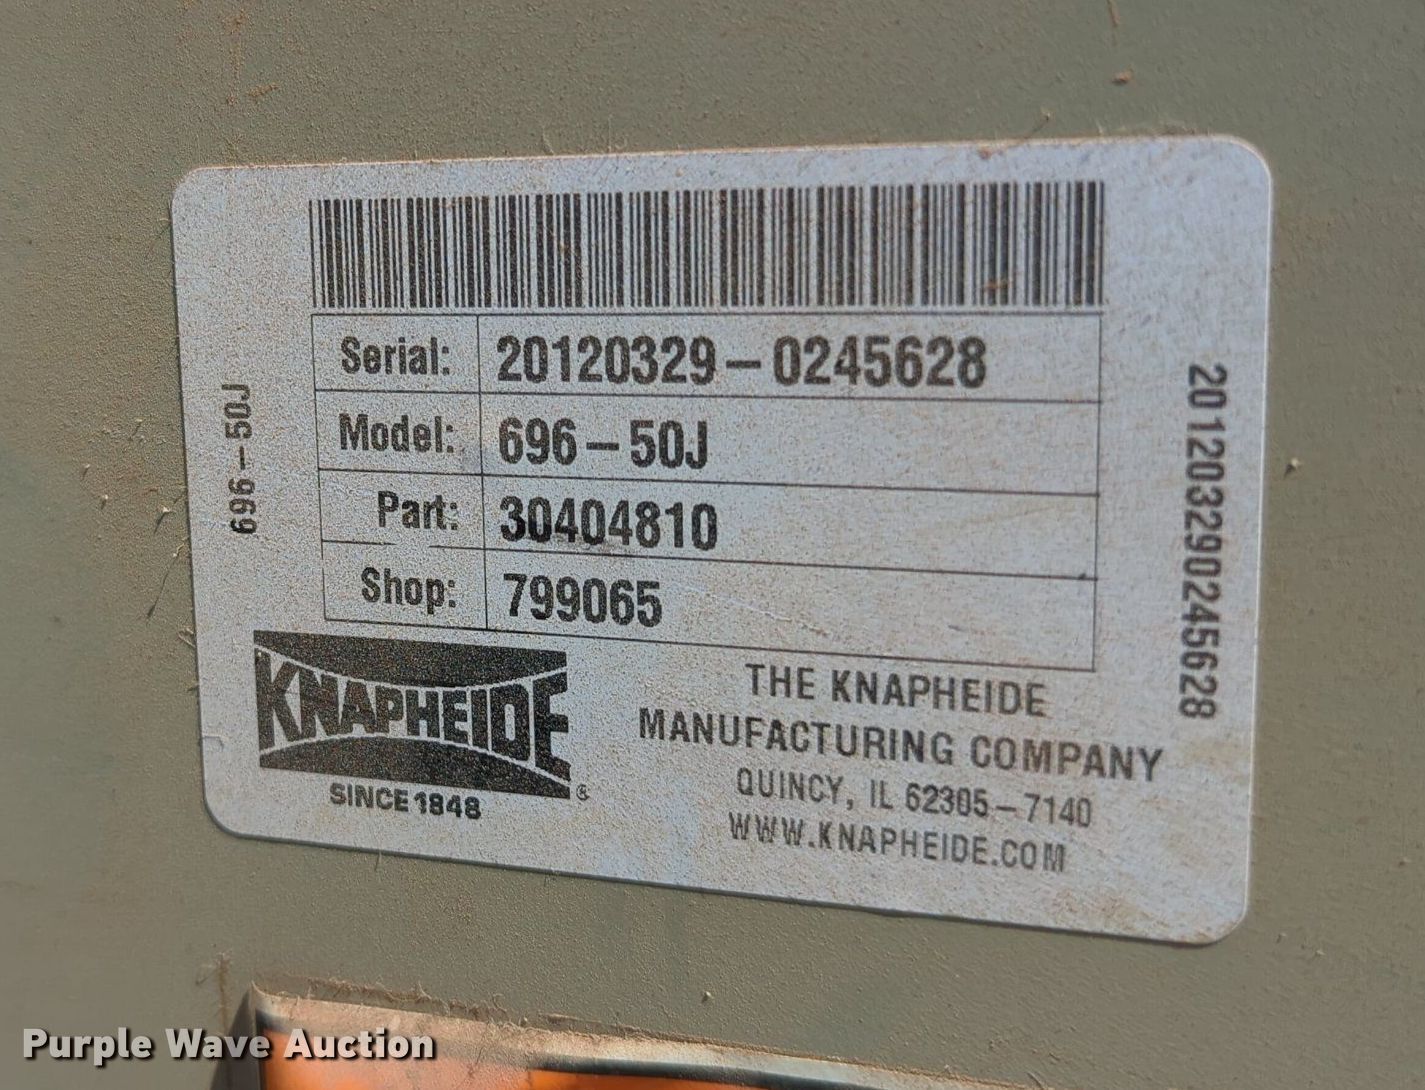 Serial: 20120329-0245628
Model: 696-50J
Part: 30404810
Shop: 799065
696-50J
201203290245628
KNAPHEIDE
SINCE 1848
®
THE KNAPHEIDE
MANUFACTURING COMPANY
QUINCY, IL 62305-7140
WWW.KNAPHEIDE.COM
Purple Wave Auction